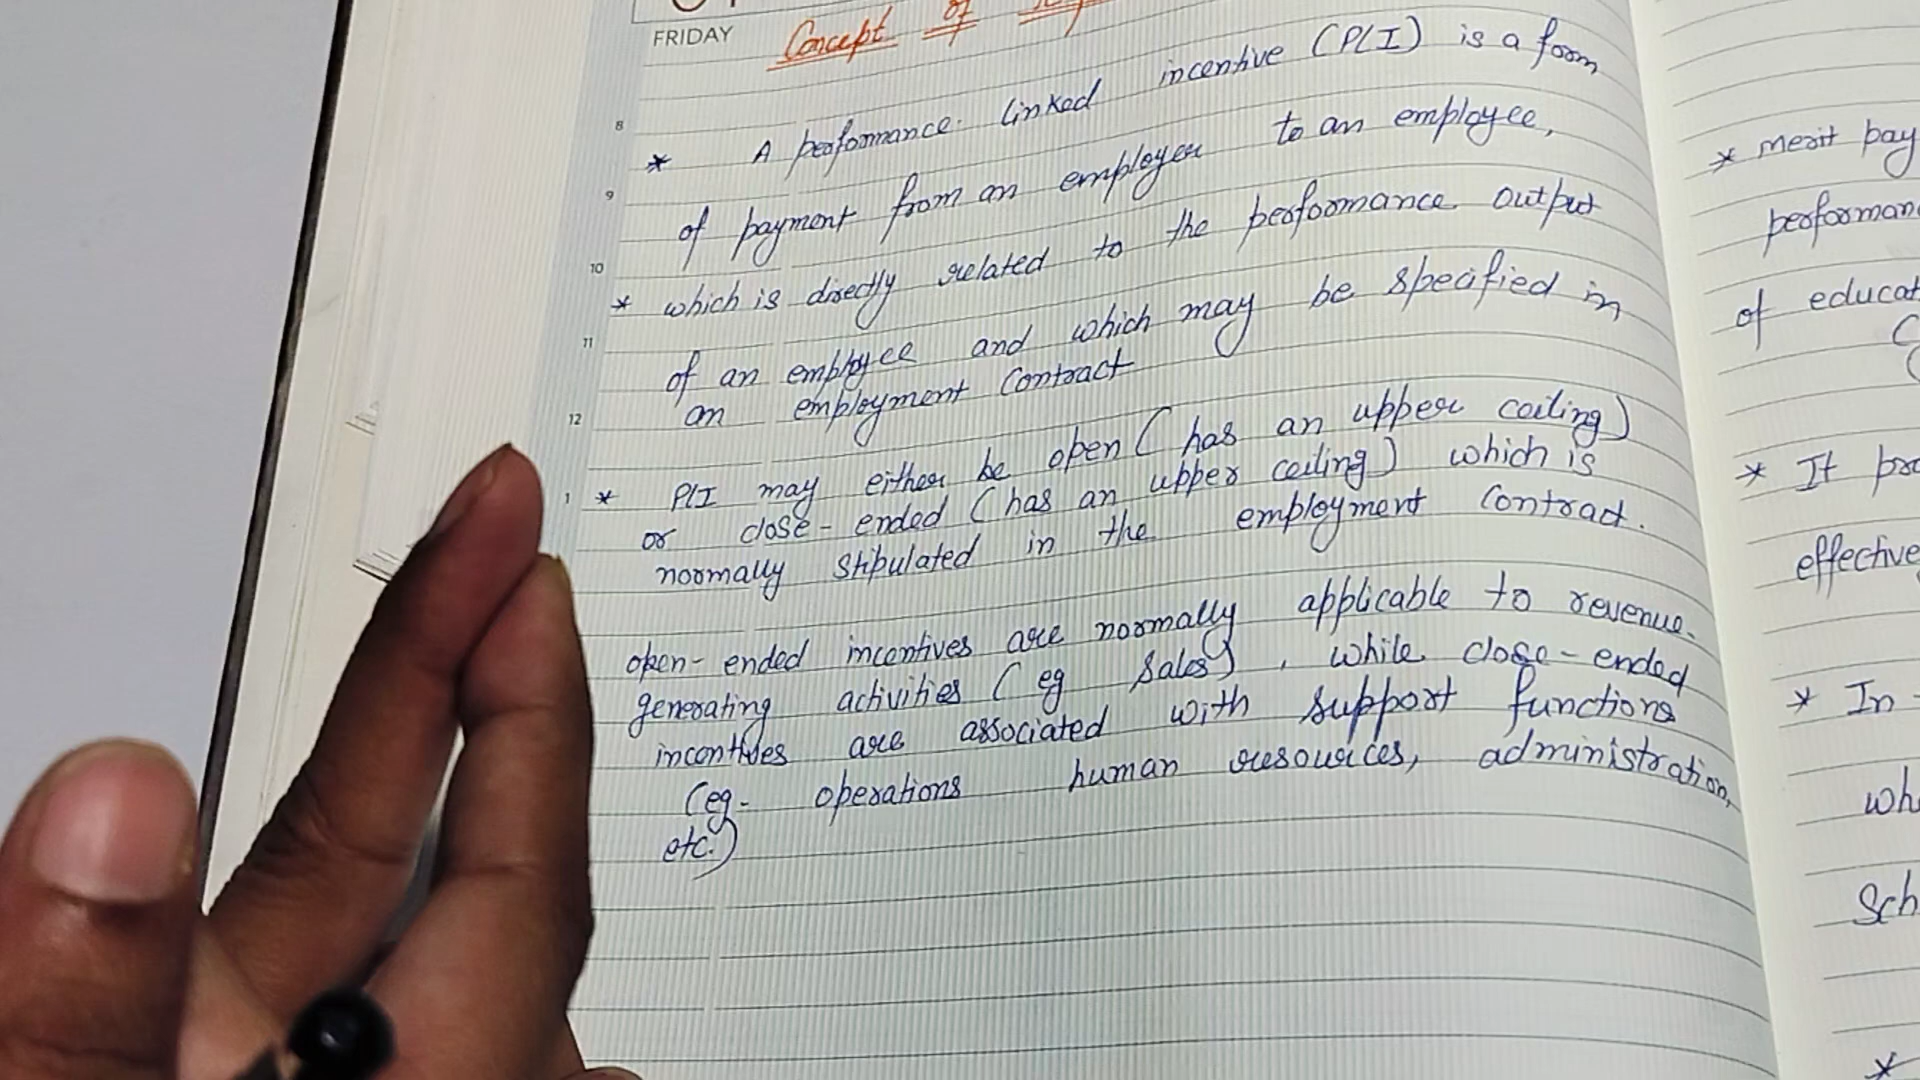 FRIDAY
Concept of
8
* A performance linked incentive (PLI) is a form
9
of payment from an employer to an employee,
10
* which is directly related to the performance output
11
of an employee and which may be specified in
12
an employment Contract
1
* PLI may either be open (has an upper ceiling)
or close-ended (has an upper ceiling) which is
normally stipulated in the employment Contract.
open-ended incentives are normally applicable to revenue-
generating activities (eg sales), while close-ended
incentives are associated with support functions
(eg- operations human resources, administration,
etc.)
* merit pay
of
* It
effective
* In